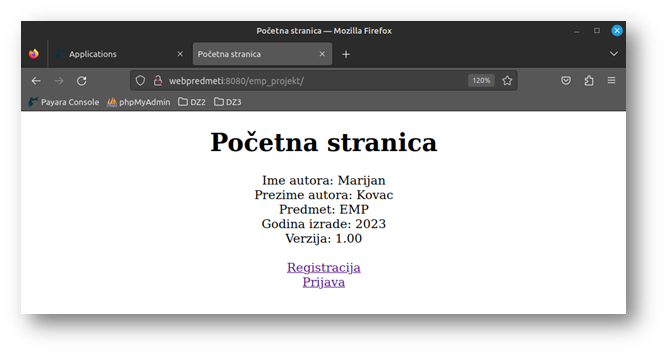 Početna stranica — Mozilla Firefox
Applications
Početna stranica
webpredmeti:8080/emp_projekt/
120%
Payara Console phpMyAdmin DZ2 DZ3
Početna stranica
Ime autora: Marijan
Prezime autora: Kovac
Predmet: EMP
Godina izrade: 2023
Verzija: 1.00
Registracija
Prijava